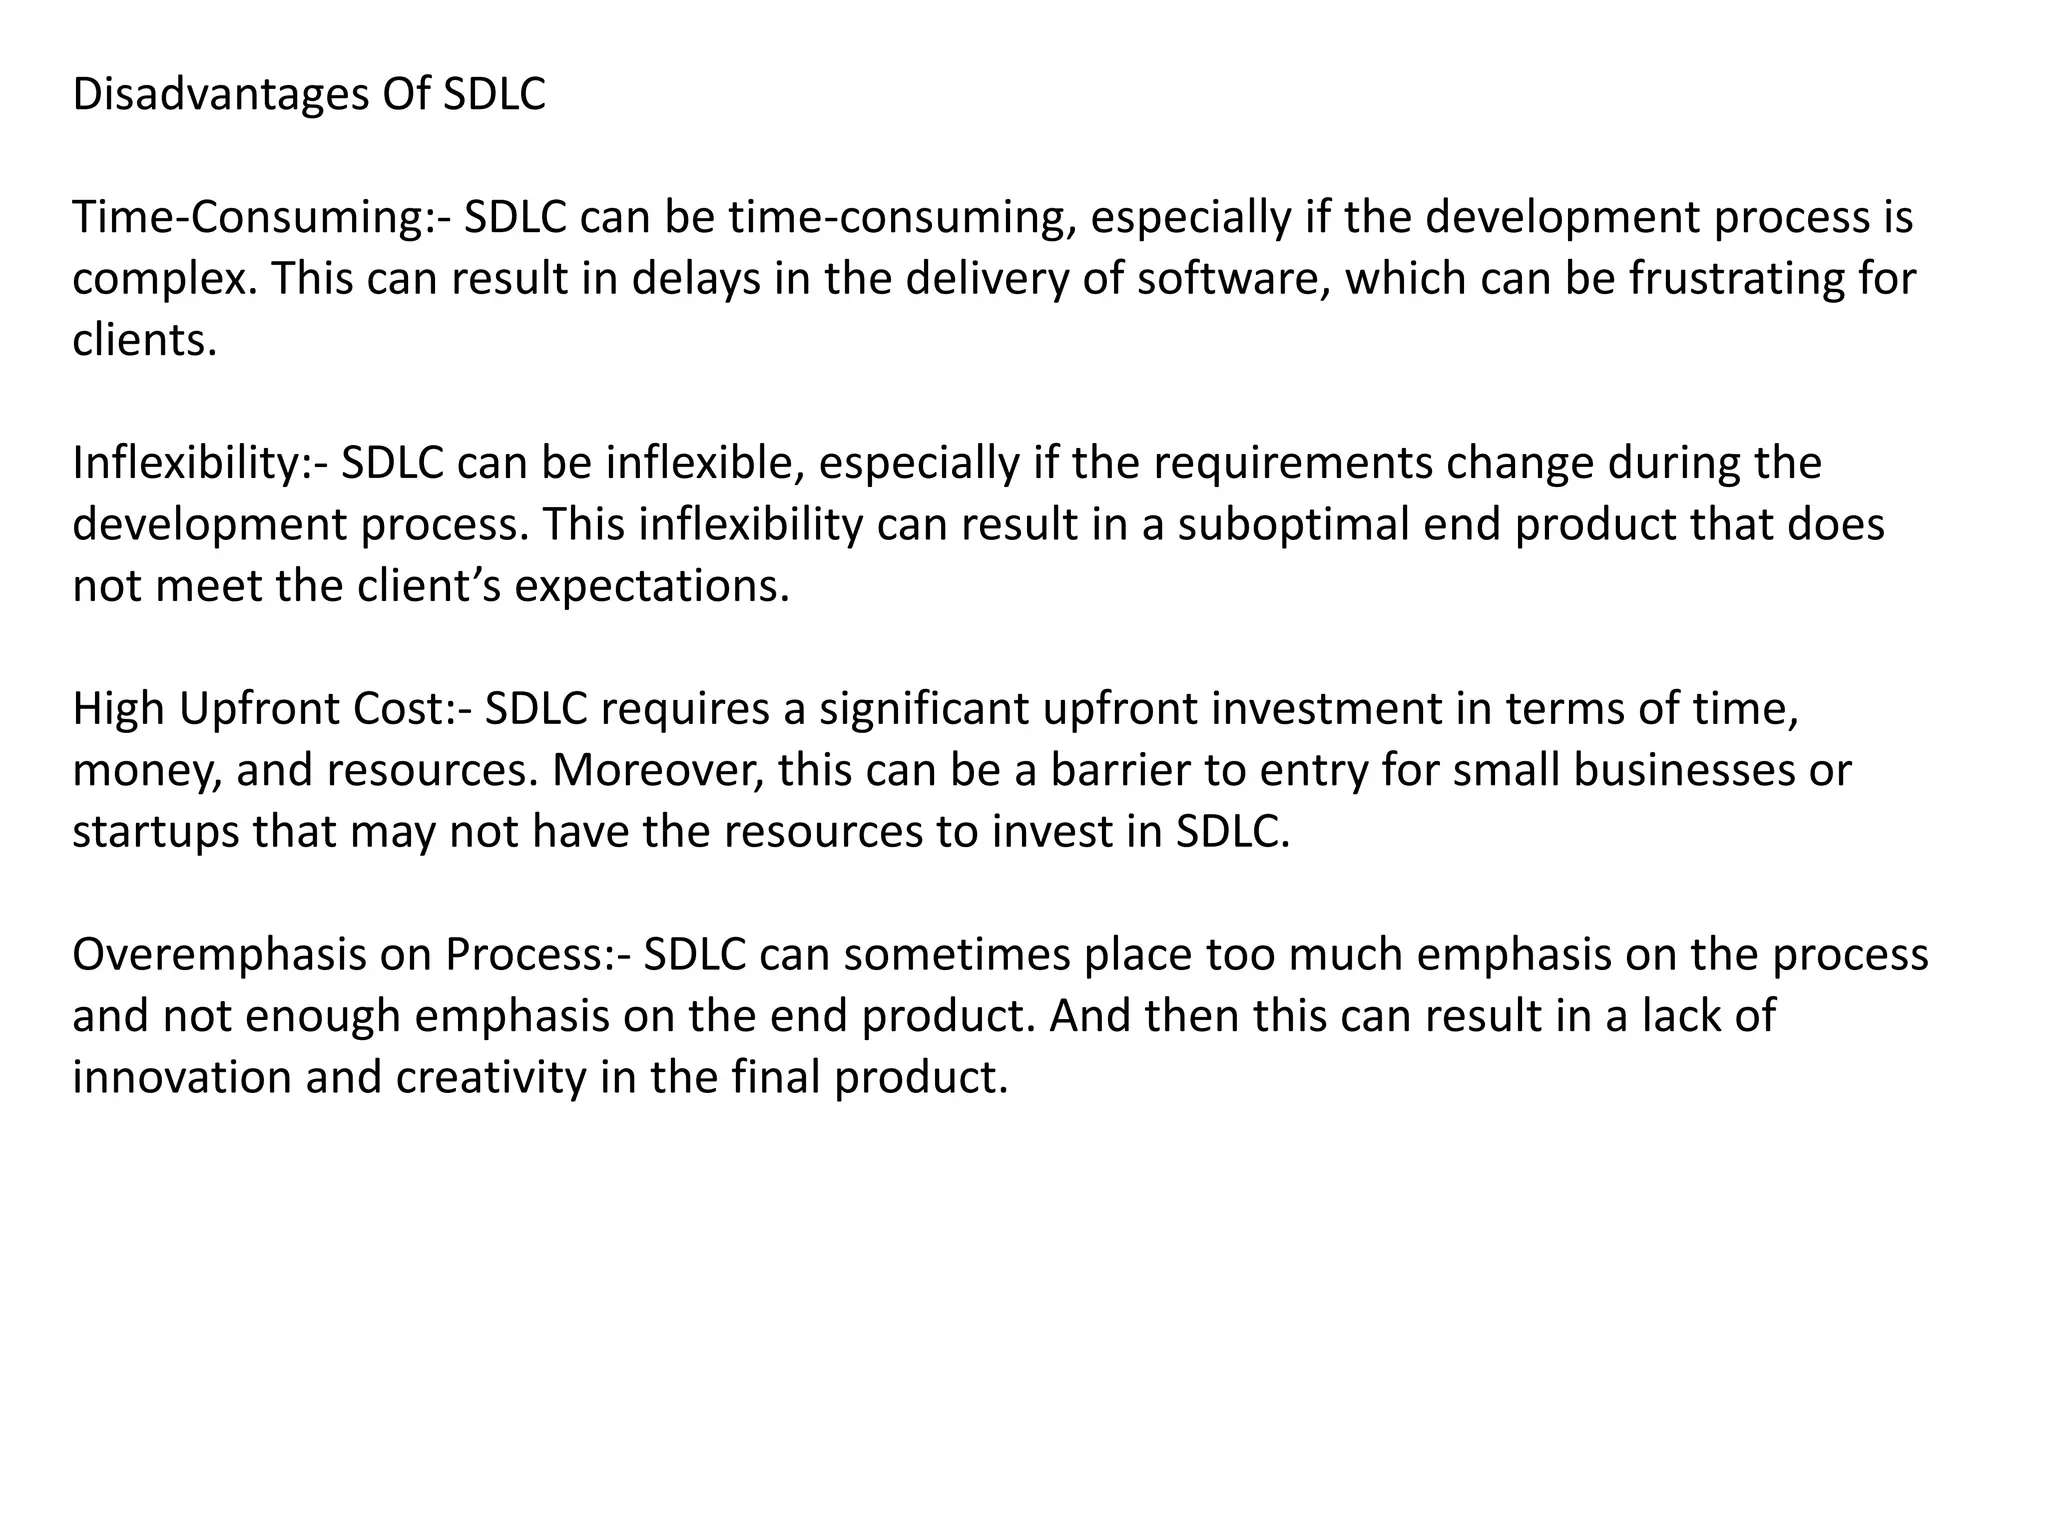 Disadvantages Of SDLC
Time-Consuming:- SDLC can be time-consuming, especially if the development process is
complex. This can result in delays in the delivery of software, which can be frustrating for
clients.
Inflexibility:- SDLC can be inflexible, especially if the requirements change during the
development process. This inflexibility can result in a suboptimal end product that does
not meet the client’s expectations.
High Upfront Cost:- SDLC requires a significant upfront investment in terms of time,
money, and resources. Moreover, this can be a barrier to entry for small businesses or
startups that may not have the resources to invest in SDLC.
Overemphasis on Process:- SDLC can sometimes place too much emphasis on the process
and not enough emphasis on the end product. And then this can result in a lack of
innovation and creativity in the final product.